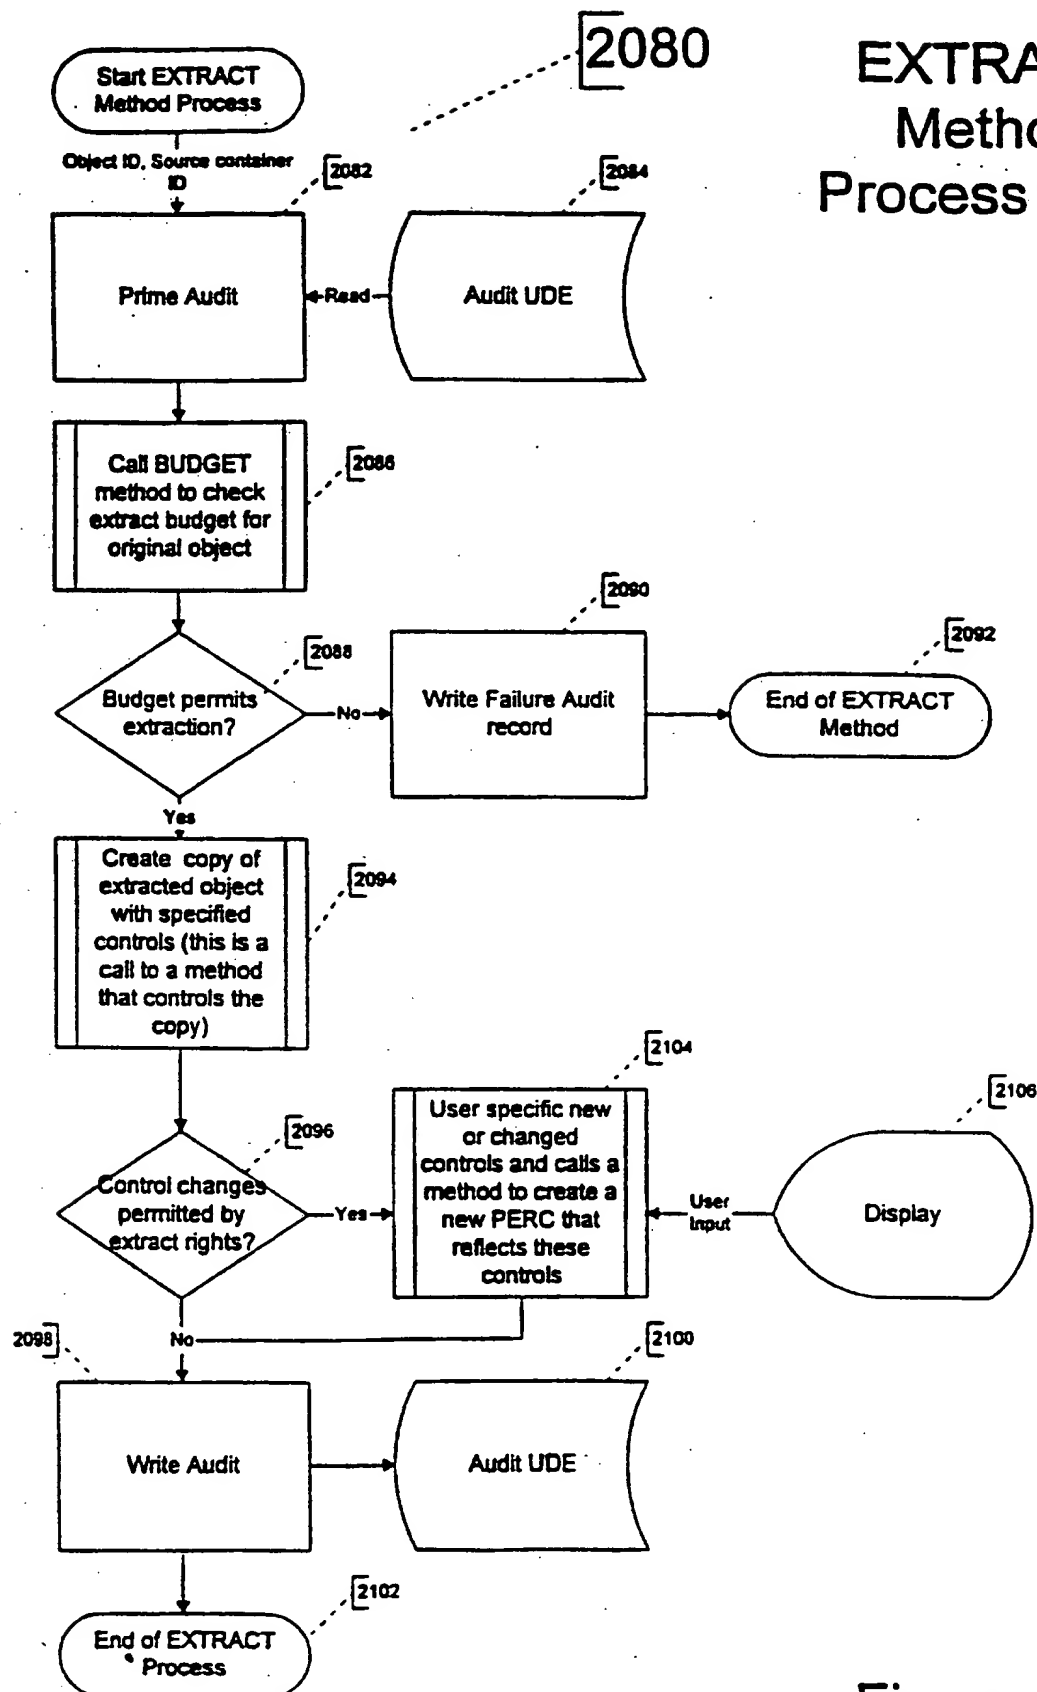 2080
EXTRA
Metho
Process
Start EXTRACT
Method Process
Object ID, Source container
ID
2082
2084
Prime Audit
Read
Audit UDE
Call BUDGET
method to check
extract budget for
original object
2086
2088
Budget permits
extraction?
No
2090
Write Failure Audit
record
2092
End of EXTRACT
Method
Yes
Create copy of
extracted object
with specified
controls (this is a
call to a method
that controls the
copy)
2094
2096
Control changes
permitted by
extract rights?
Yes
2104
User specific new
or changed
controls and calls a
method to create a
new PERC that
reflects these
controls
User
Input
2106
Display
No
2098
2100
Write Audit
Audit UDE
2102
End of EXTRACT
Process